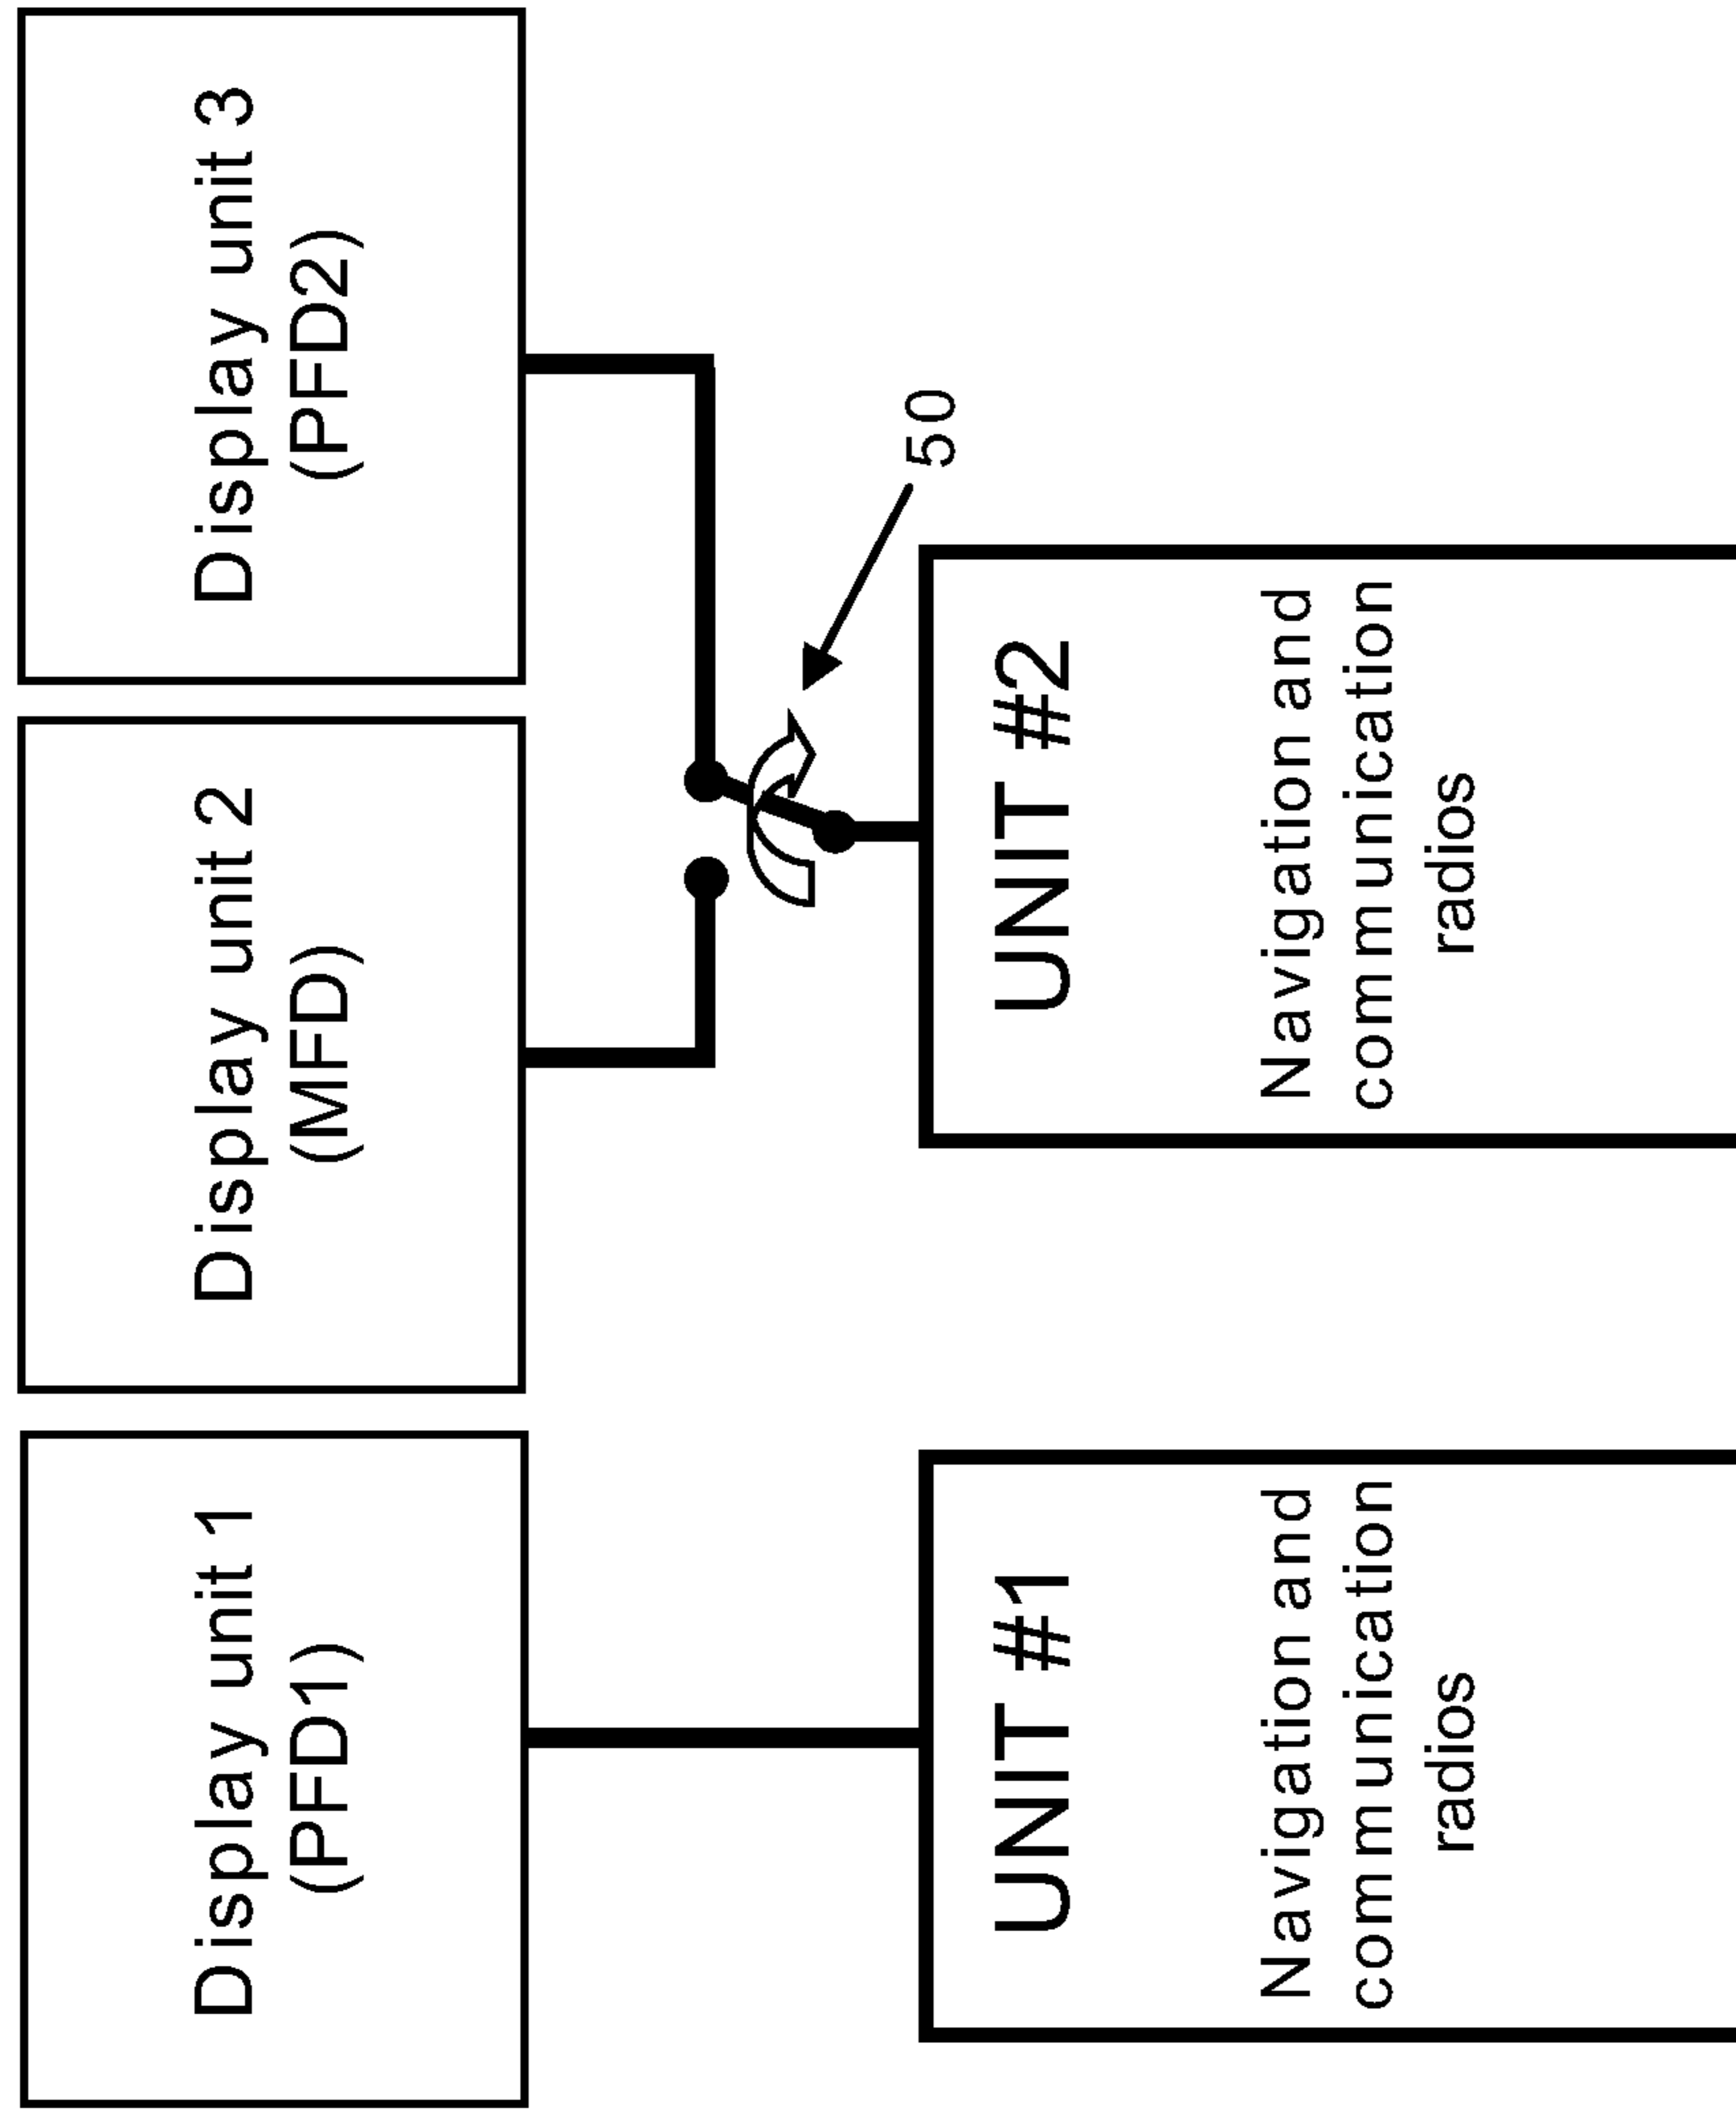 Display unit 1
(PFD1)
Display unit 2
(MFD)
Display unit 3
(PFD2)
50
UNIT #1
Navigation and
communication
radios
UNIT #2
Navigation and
communication
radios